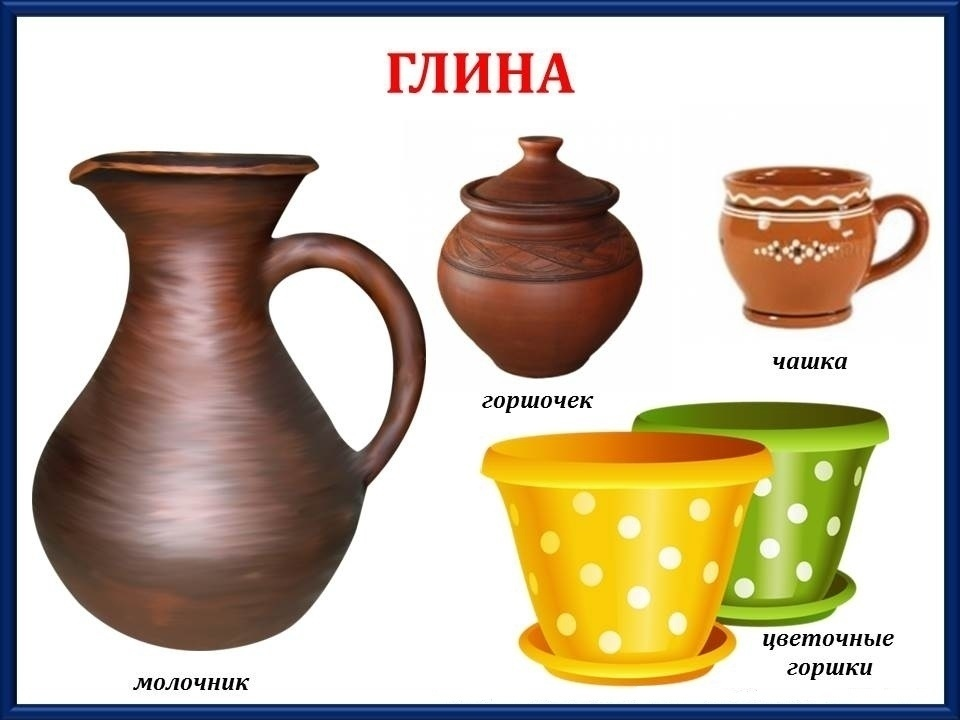 ГЛИНА
чашка
горшочек
цветочные
горшки
молочник